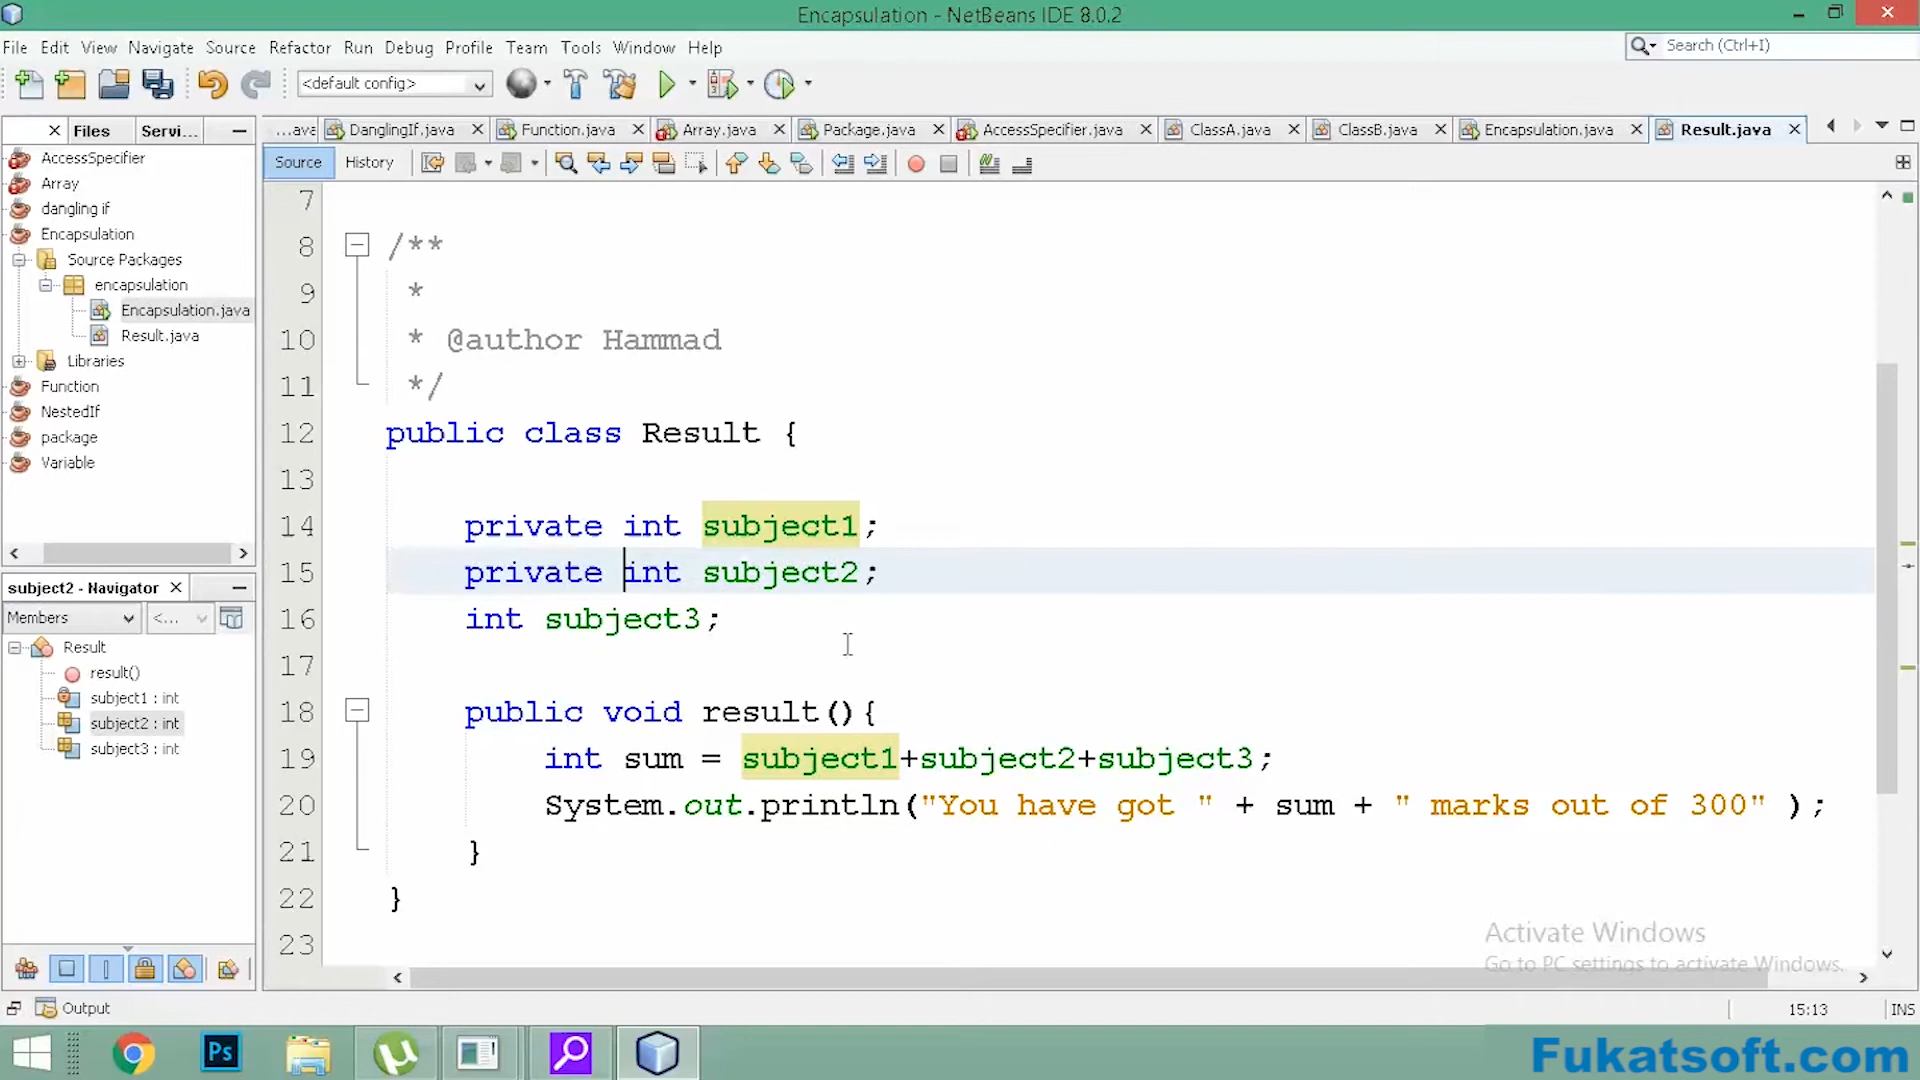 Encapsulation - NetBeans IDE 8.0.2
File Edit View Navigate Source Refactor Run Debug Profile Team Tools Window Help
Search (Ctrl+I)
<default config>
Files
Servi...
...ava
DanglingIf.java
Function.java
Array.java
Package.java
AccessSpecifier.java
ClassA.java
ClassB.java
Encapsulation.java
Result.java
Source
History
AccessSpecifier
Array
dangling if
Encapsulation
Source Packages
encapsulation
Encapsulation.java
Result.java
Libraries
Function
NestedIf
package
Variable
subject2 - Navigator
Members
<...
Result
result()
subject1 : int
subject2 : int
subject3 : int
7
8 /**
9 *
10 * @author Hammad
11 */
12 public class Result {
13
14 private int subject1;
15 private int subject2;
16 int subject3;
17
18 public void result(){
19 int sum = subject1+subject2+subject3;
20 System.out.println("You have got " + sum + " marks out of 300" );
21 }
22 }
23
Activate Windows
Go to PC settings to activate Windows.
Output
15:13
INS
Ps
Fukatsoft.com